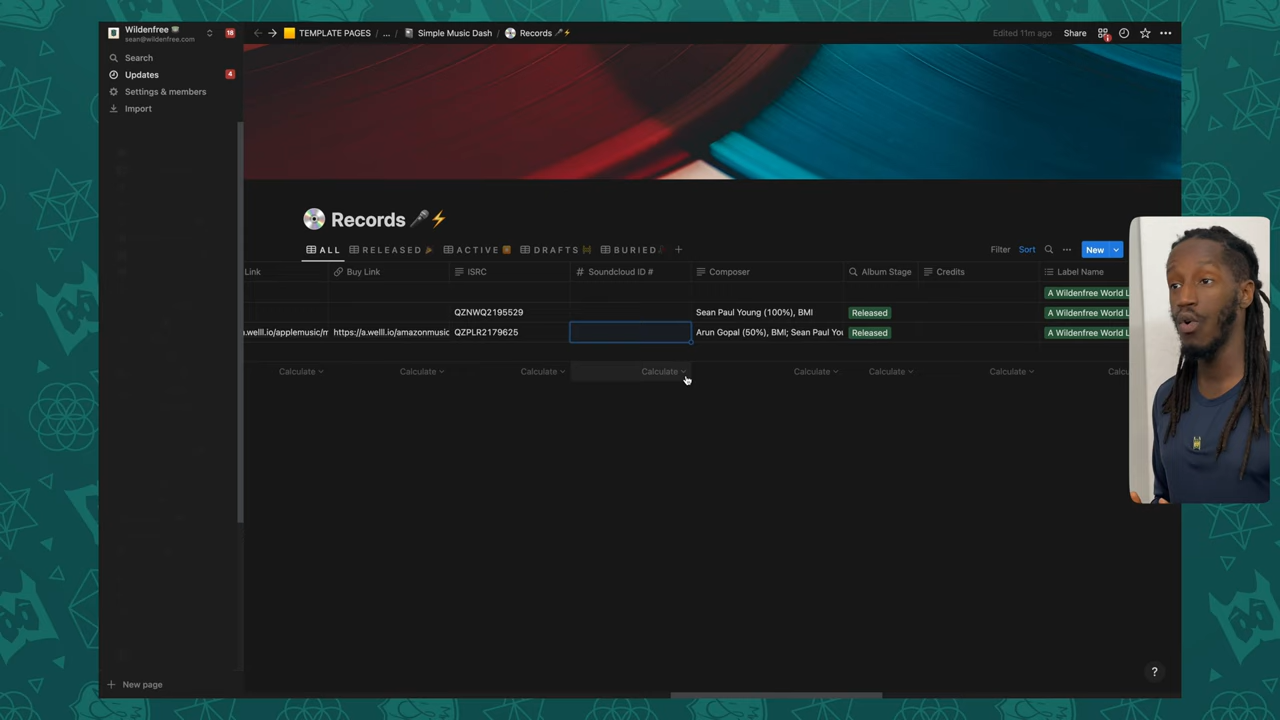 Wildenfree
sean@wildenfree.com
18
TEMPLATE PAGES / ... / Simple Music Dash / Records
Edited 11m ago
Share
Search
Updates
4
Settings & members
Import
New page
Records
ALL
RELEASED
ACTIVE
DRAFTS
BURIED
+
Filter
Sort
New
Link
Buy Link
ISRC
# Soundcloud ID #
Composer
Album Stage
Credits
Label Name
A Wildenfree World L
QZNWQ2195529
Sean Paul Young (100%), BMI
Released
A Wildenfree World L
a.welll.io/applemusic/m
https://a.welll.io/amazonmusic
QZPLR2179625
Arun Gopal (50%), BMI; Sean Paul You
Released
A Wildenfree World L
Calculate
Calculate
Calculate
Calculate
Calculate
Calculate
Calculate
Calcu
?